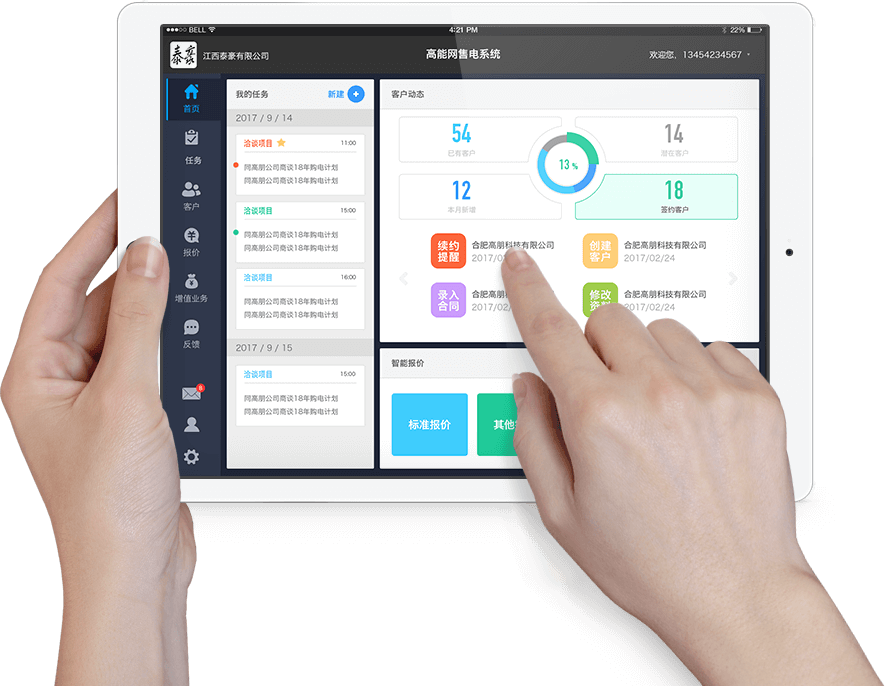 BELL
4:21 PM
22%
泰豪
江西泰豪有限公司
高能网售电系统
欢迎您，13454234567
首页
任务
客户
报价
增值业务
反馈
8
我的任务
新建
2017 / 9 / 14
洽谈项目
11:00
同高朋公司商谈18年购电计划
同高朋公司商谈18年购电计划
洽谈项目
15:00
同高朋公司商谈18年购电计划
同高朋公司商谈18年购电计划
洽谈项目
16:00
同高朋公司商谈18年购电计划
同高朋公司商谈18年购电计划
2017 / 9 / 15
洽谈项目
15:00
同高朋公司商谈18年购电计划
同高朋公司商谈18年购电计划
客户动态
54
已有客户
14
潜在客户
13 %
12
本月新增
18
签约客户
续约
提醒
合肥高朋科技有限公司
2017/02
创建
客户
合肥高朋科技有限公司
2017/02/24
录入
合同
合肥高朋
有限公司
2017/02/
修改
合肥高朋科技有限公司
2017/02/24
智能报价
标准报价
其他